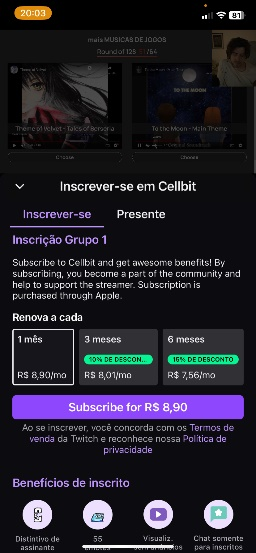 20:03
81
mais MUSICAS DE JOGOS
Round of 128
/64
Theme of Velvet - Tales of Berseria
To the Moon - Main Theme
Choose
Choose
Inscrever-se em Cellbit
Inscrever-se
Presente
Inscrição Grupo 1
Subscribe to Cellbit and get awesome benefits! By
subscribing, you become a part of the community and
help to support the streamer. Subscription is
purchased through Apple.
Renova a cada
1 mês
3 meses
6 meses
10% DE DESCON...
15% DE DESCONTO
R$ 8,90/mo
R$ 8,01/mo
R$ 7,56/mo
Subscribe for R$ 8,90
Ao se inscrever, você concorda com os Termos de
venda da Twitch e reconhece nossa Política de
privacidade
Benefícios de inscrito
Distintivo de
assinante
55
emotes
Visualiz.
sem anúncios
Chat somente
para inscritos